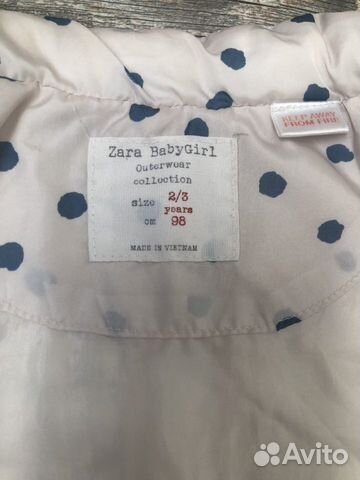 KEEP AWAY
FROM FIRE
Zara BabyGirl
Outerwear
collection
size 2/3
years
cm 98
MADE IN VIETNAM
Avito